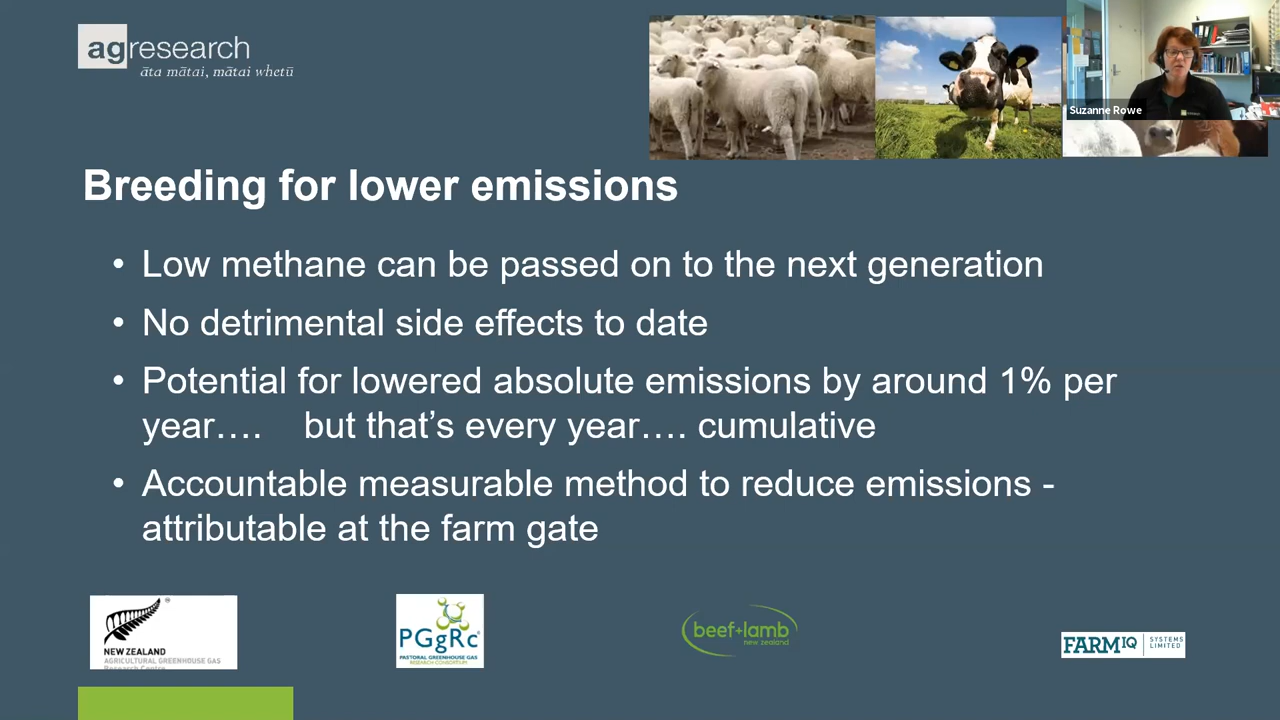 agresearch
āta mātai, mātai whetū
Suzanne Rowe
Breeding for lower emissions
• Low methane can be passed on to the next generation
• No detrimental side effects to date
• Potential for lowered absolute emissions by around 1% per
year…. but that’s every year…. cumulative
• Accountable measurable method to reduce emissions -
attributable at the farm gate
NEW ZEALAND
AGRICULTURAL GREENHOUSE GAS
Research Centre
PGgRc
PASTORAL GREENHOUSE GAS
RESEARCH CONSORTIUM
beef+lamb
new zealand
FARMIQ
SYSTEMS
LIMITED